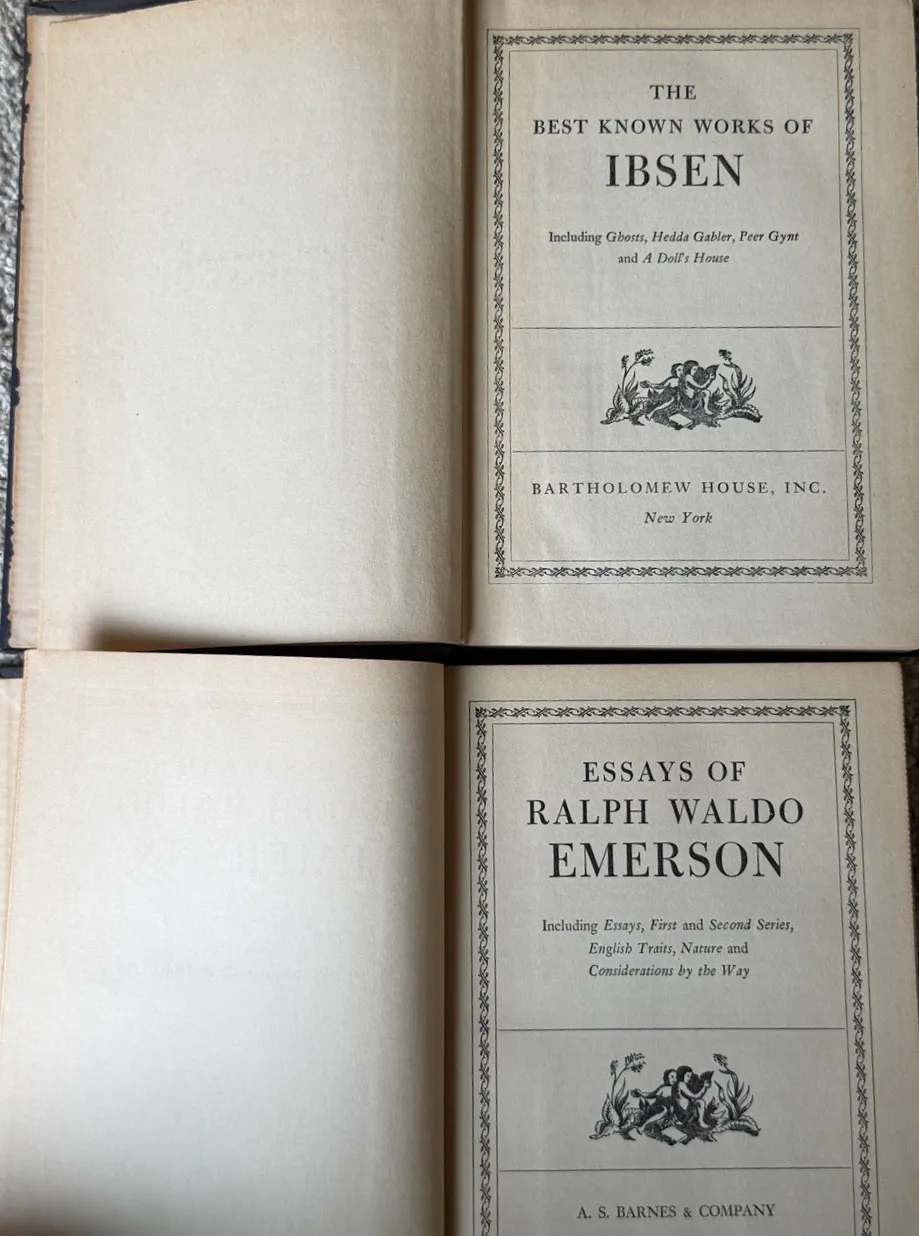 THE
BEST KNOWN WORKS OF
IBSEN
Including Ghosts, Hedda Gabler, Peer Gynt
and A Doll's House
BARTHOLOMEW HOUSE, INC.
New York
ESSAYS OF
RALPH WALDO
EMERSON
Including Essays, First and Second Series,
English Traits, Nature and
Considerations by the Way
A. S. BARNES & COMPANY